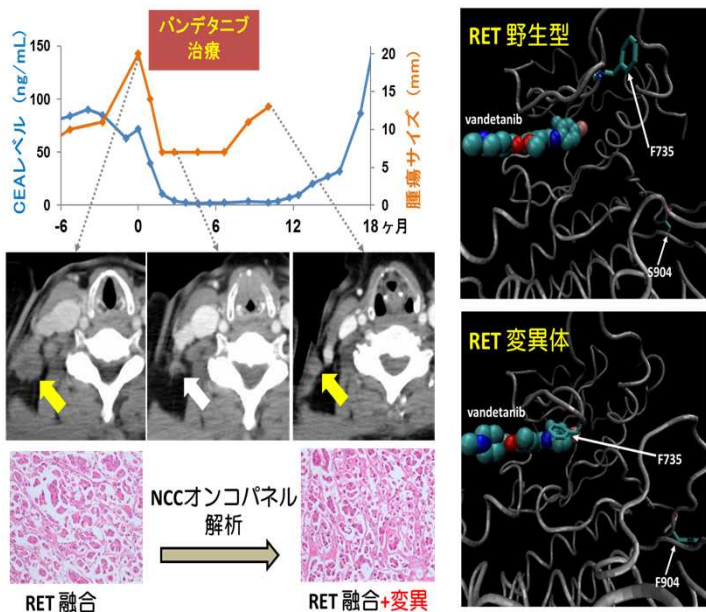 バンデタニブ
治療
CEAレベル (ng/mL)
150
100
50
0
腫瘍サイズ (mm)
20
15
10
5
0
-6
0
6
12
18ヶ月
NCCオンコパネル
解析
RET 融合
RET 融合+変異
RET 野生型
vandetanib
F735
S904
RET 変異体
vandetanib
F735
F904